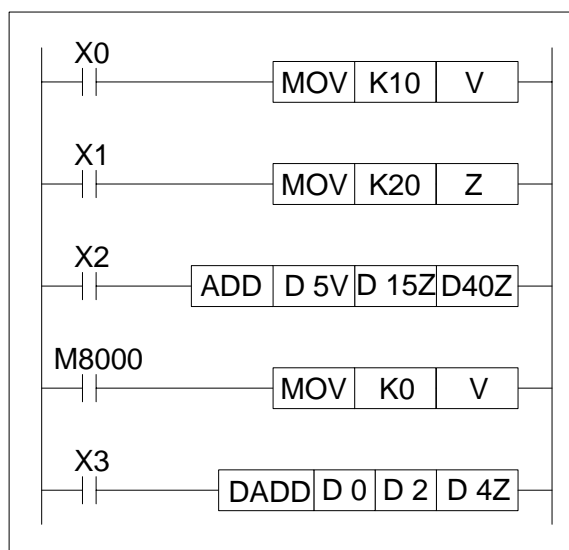 X0
MOV K10 V
X1
MOV K20 Z
X2
ADD D 5V D 15Z D40Z
M8000
MOV K0 V
X3
DADD D 0 D 2 D 4Z